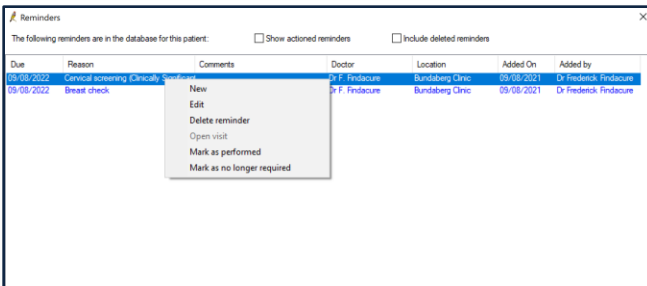 Reminders
The following reminders are in the database for this patient: Show actioned reminders Include deleted reminders
Due Reason Comments Doctor Location Added On Added by
09/08/2022 Cervical screening (Clinically Significant Dr F. Findacure Bundaberg Clinic 09/08/2021 Dr Frederick Findacure
09/08/2022 Breast check Dr F. Findacure Bundaberg Clinic 09/08/2021 Dr Frederick Findacure
New
Edit
Delete reminder
Open visit
Mark as performed
Mark as no longer required